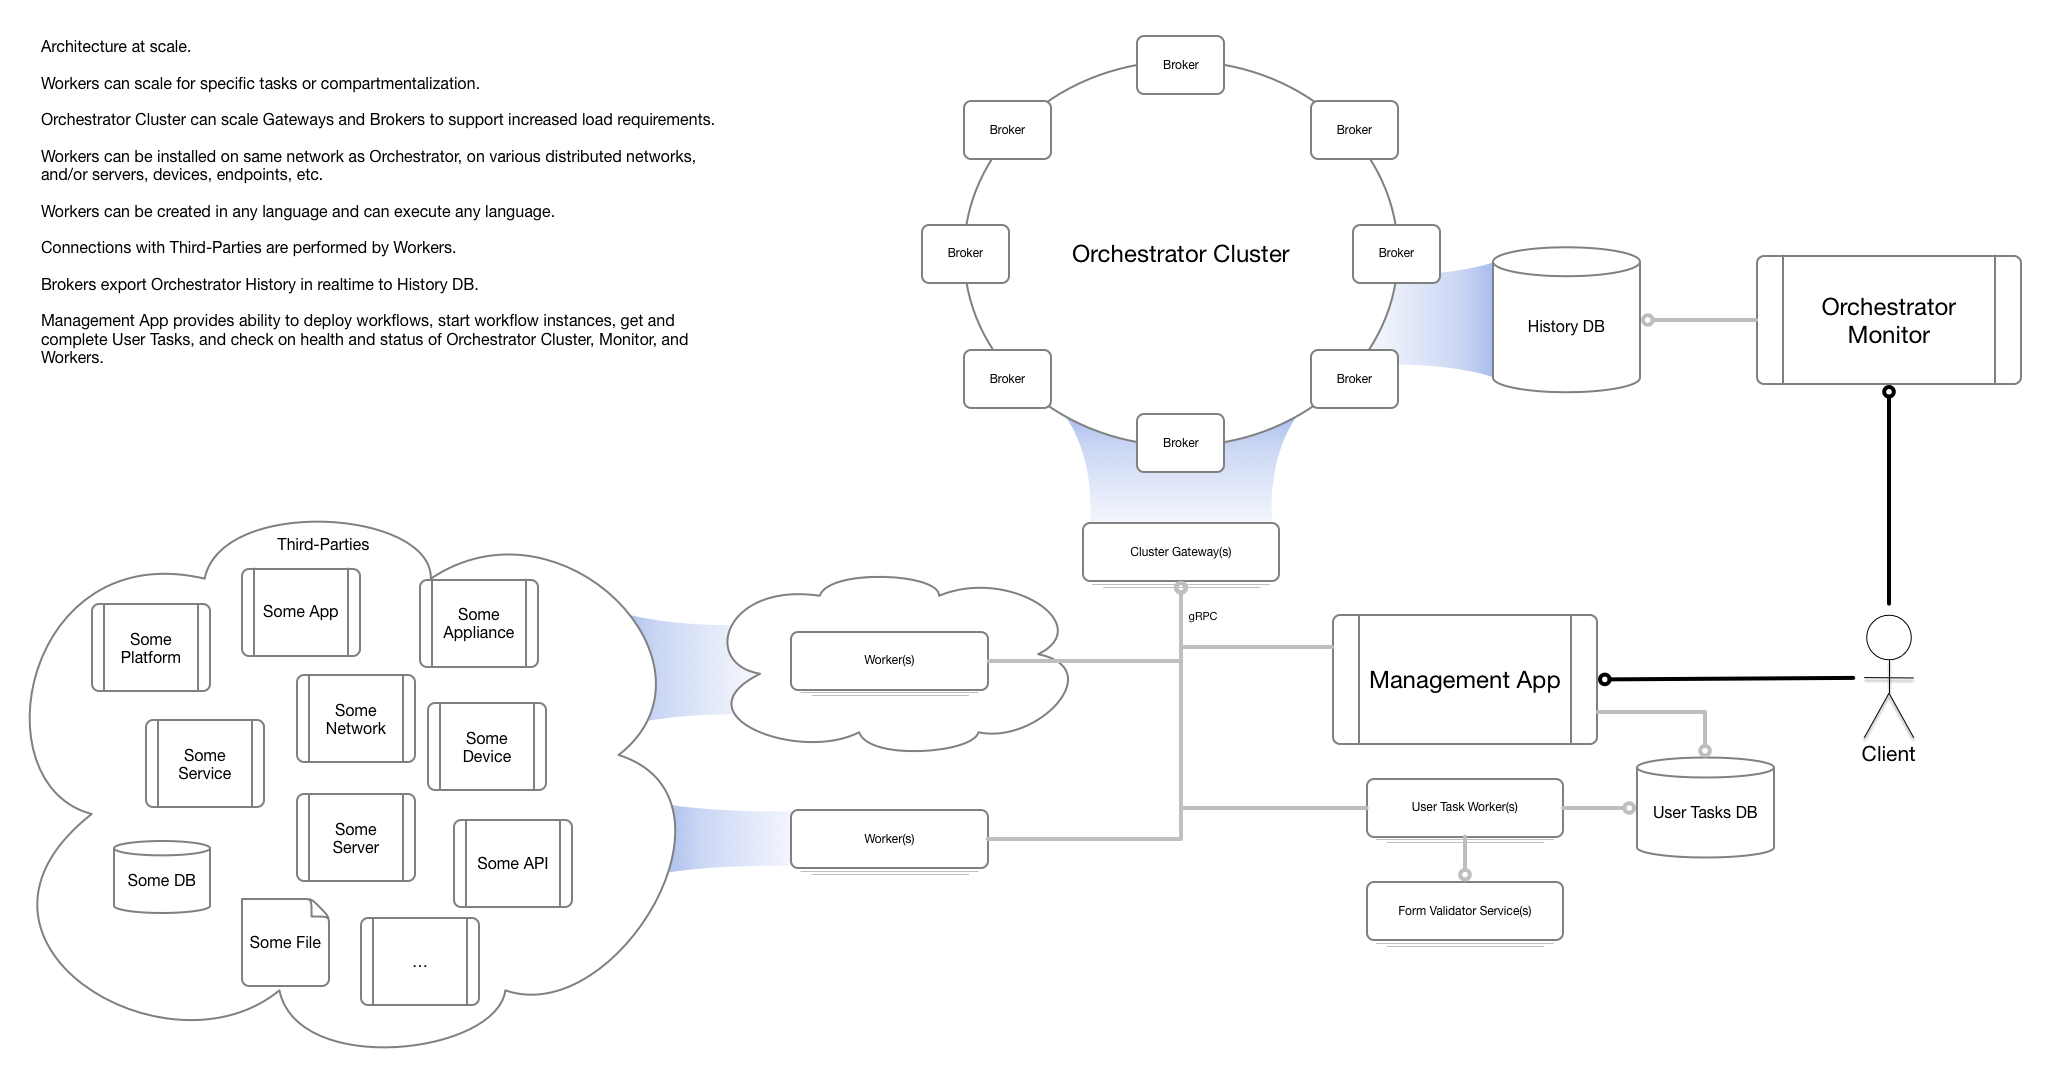 Architecture at scale.
Workers can scale for specific tasks or compartmentalization.
Orchestrator Cluster can scale Gateways and Brokers to support increased load requirements.
Workers can be installed on same network as Orchestrator, on various distributed networks,
and/or servers, devices, endpoints, etc.
Workers can be created in any language and can execute any language.
Connections with Third-Parties are performed by Workers.
Brokers export Orchestrator History in realtime to History DB.
Management App provides ability to deploy workflows, start workflow instances, get and
complete User Tasks, and check on health and status of Orchestrator Cluster, Monitor, and
Workers.
Broker
Broker
Broker
Broker
Orchestrator Cluster
Broker
Broker
Broker
Broker
History DB
Orchestrator
Monitor
Cluster Gateway(s)
gRPC
Third-Parties
Some
Platform
Some App
Some
Appliance
Some
Network
Some
Service
Some
Device
Some
Server
Some API
Some DB
Some File
...
Worker(s)
Worker(s)
Management App
Client
User Task Worker(s)
User Tasks DB
Form Validator Service(s)